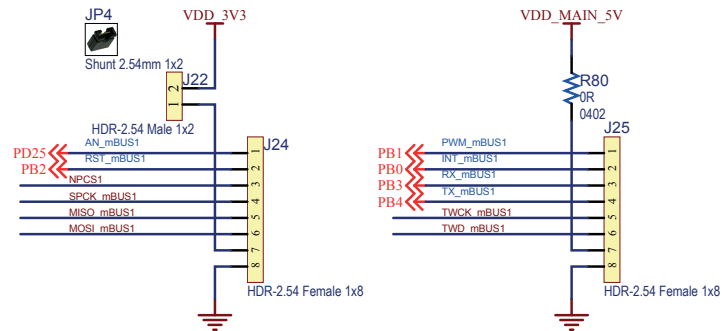 JP4
VDD_3V3
Shunt 2.54mm 1x2
J22
2
1
HDR-2.54 Male 1x2
J24
PD25
AN_mBUS1
1
PB2
RST_mBUS1
2
NPCS1
3
SPCK_mBUS1
4
MISO_mBUS1
5
MOSI_mBUS1
6
7
8
HDR-2.54 Female 1x8
VDD_MAIN_5V
R80
0R
0402
J25
PB1
PWM_mBUS1
1
PB0
INT_mBUS1
2
PB3
RX_mBUS1
3
PB4
TX_mBUS1
4
TWCK_mBUS1
5
TWD_mBUS1
6
7
8
HDR-2.54 Female 1x8